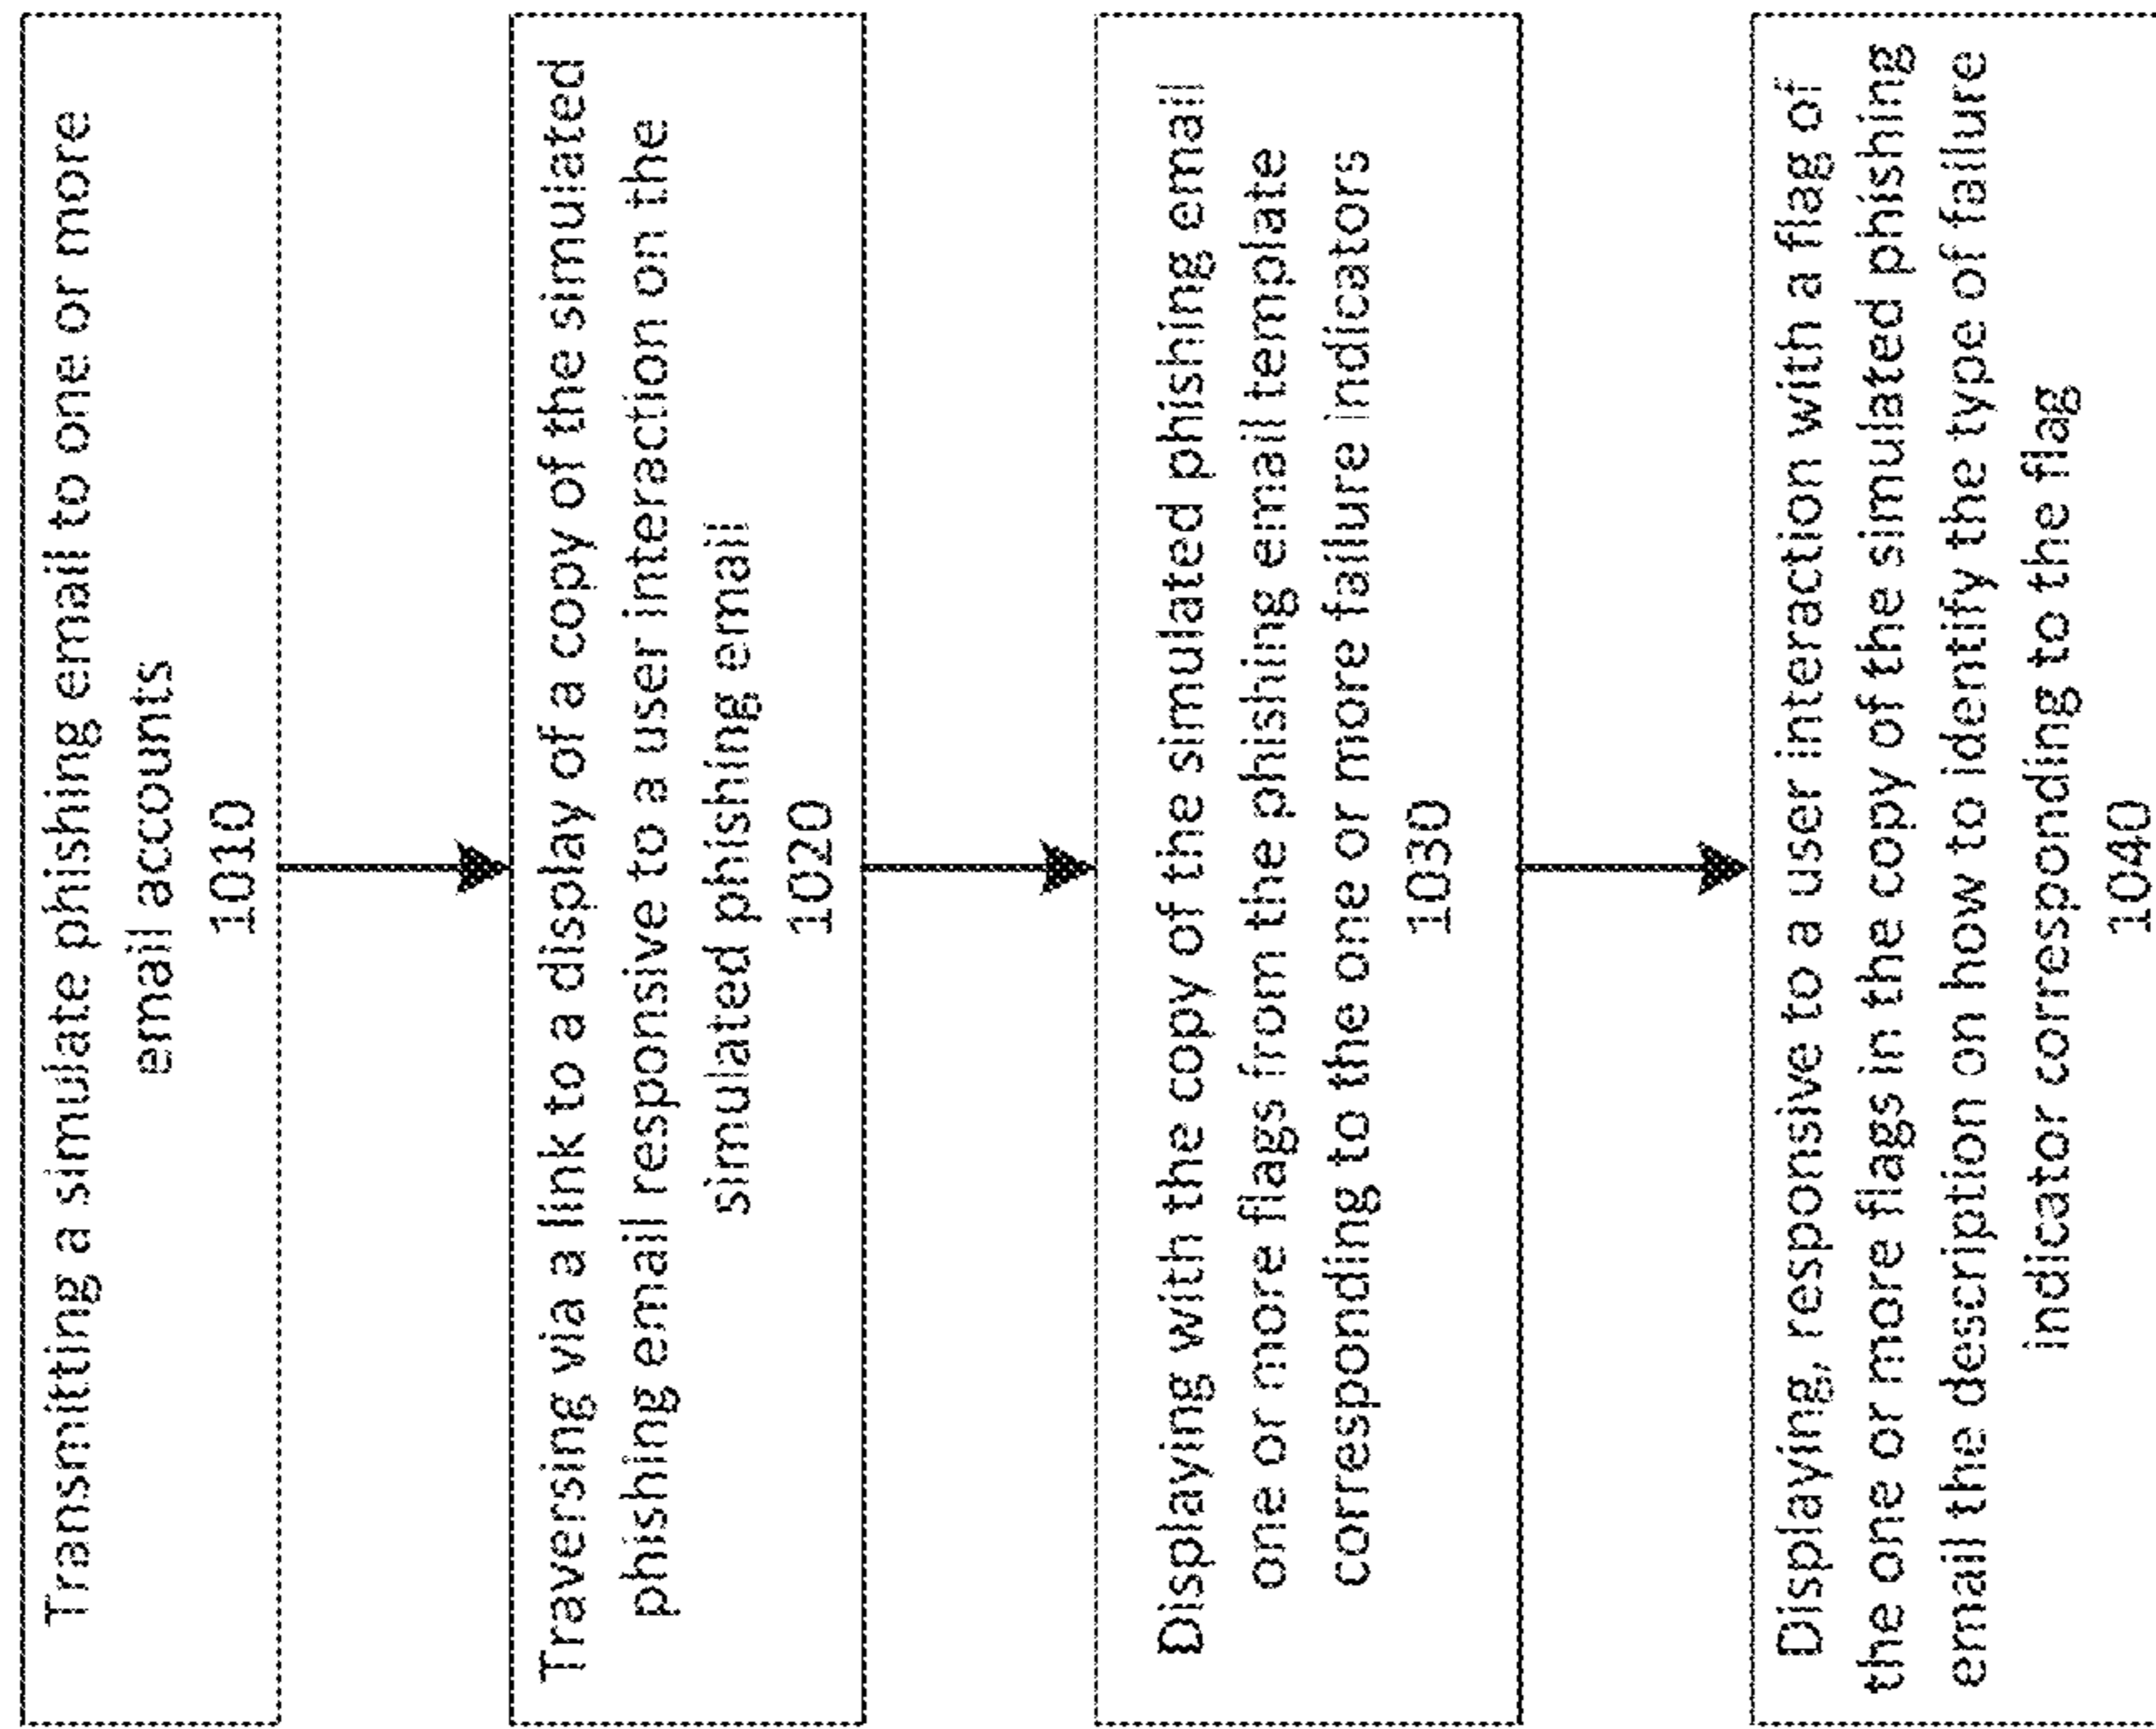 Transmitting a simulate phishing email to one or more
email accounts
1010
Traversing via a link to a display of a copy of the simulated
phishing email responsive to a user interaction on the
simulated phishing email
1020
Displaying with the copy of the simulated phishing email
one or more flags from the phishing email template
corresponding to the one or more failure indicators
1030
Displaying, responsive to a user interaction with a flag of
the one or more flags in the copy of the simulated phishing
email the description on how to identify the type of failure
indicator corresponding to the flag
1040